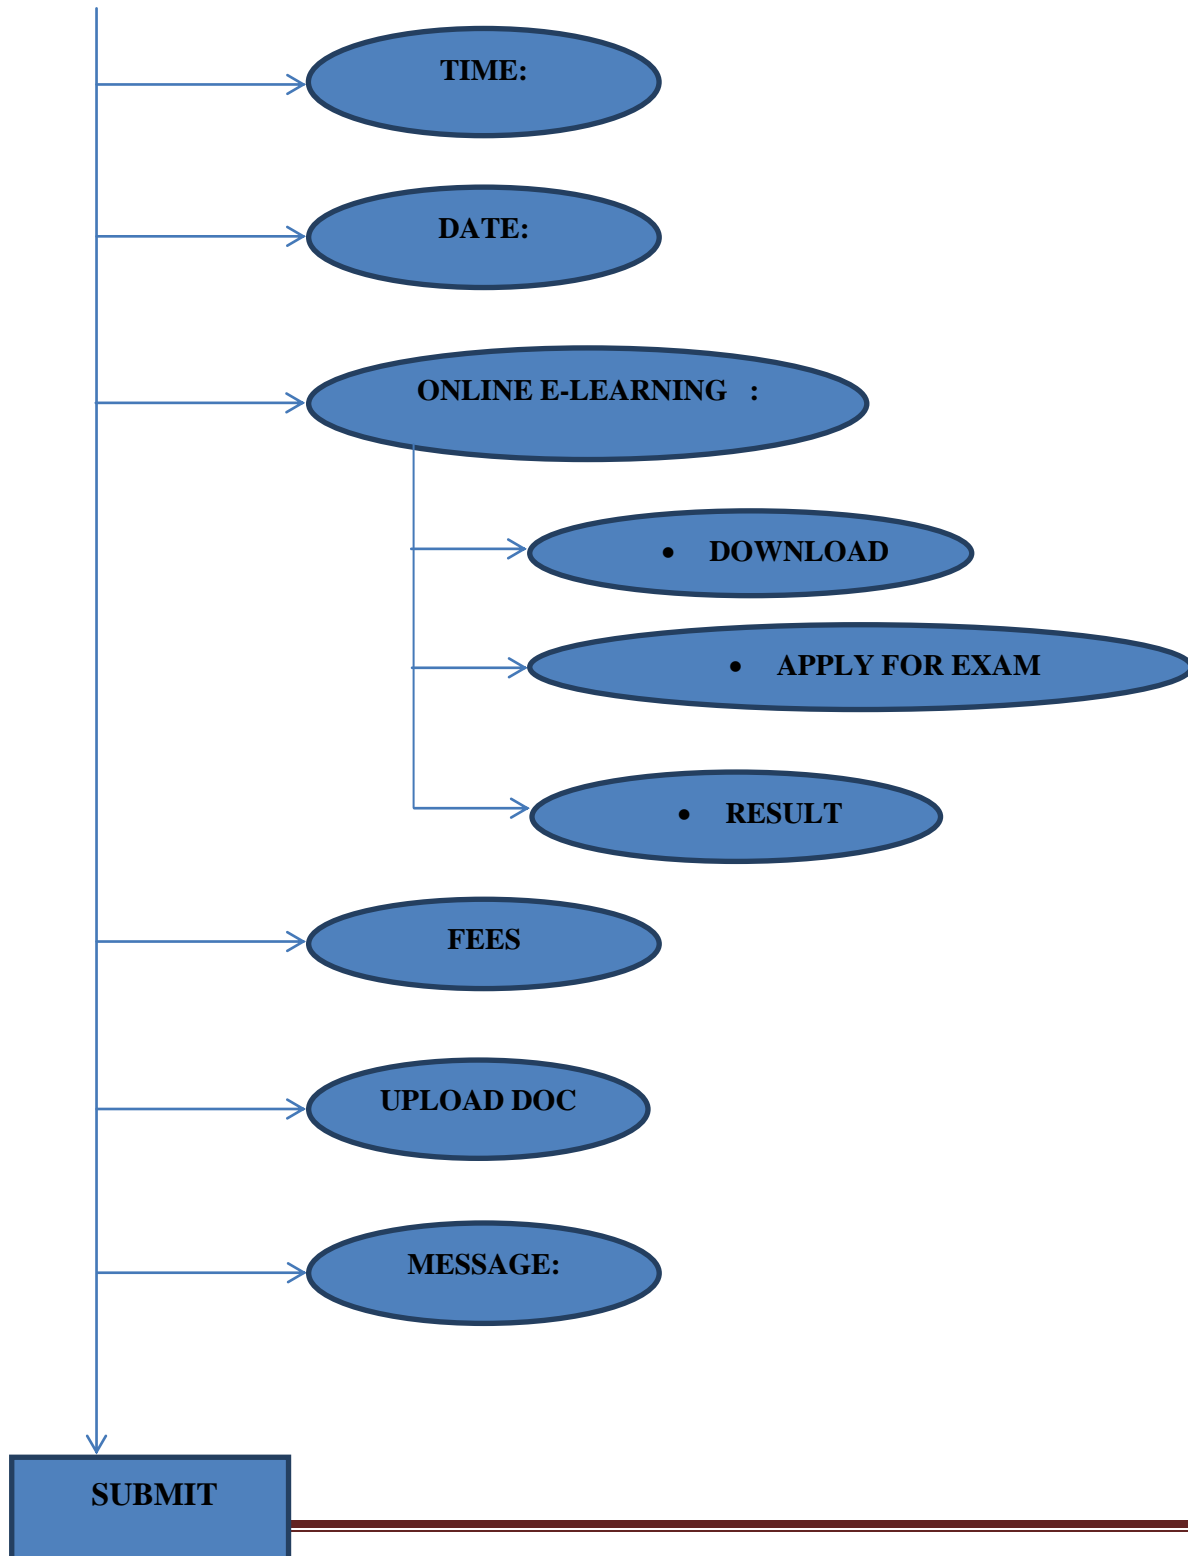 TIME:
DATE:
ONLINE E-LEARNING :
• DOWNLOAD
• APPLY FOR EXAM
• RESULT
FEES
UPLOAD DOC
MESSAGE:
SUBMIT